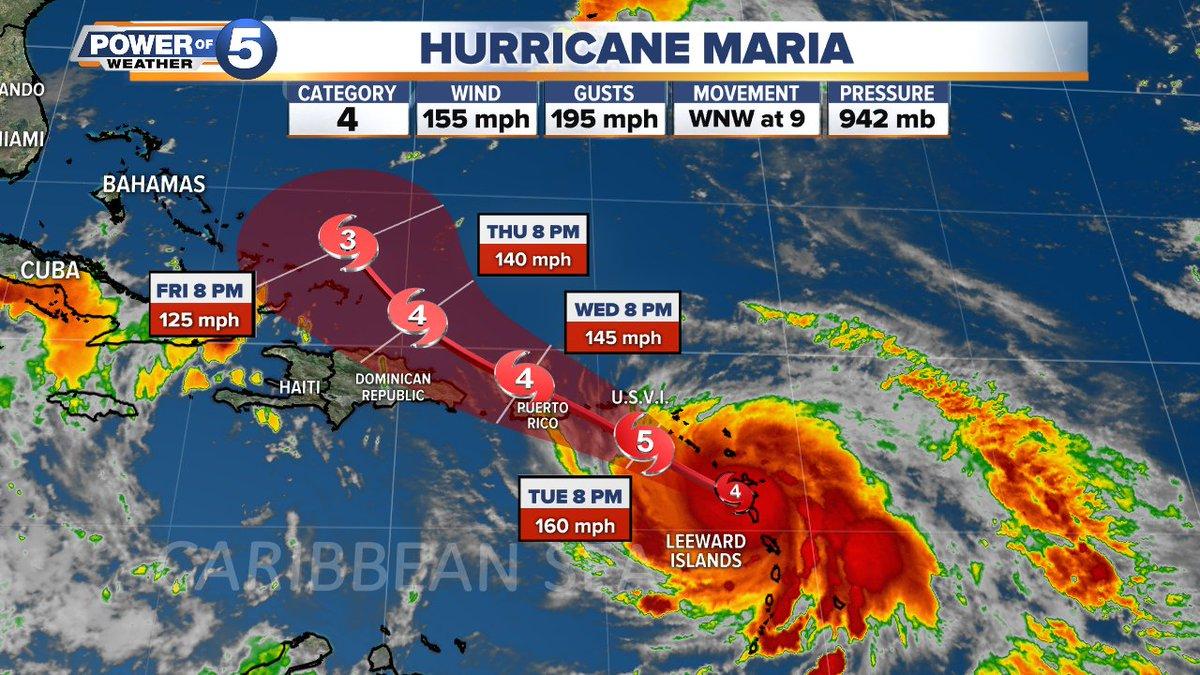 POWER OF 5
WEATHER
HURRICANE MARIA
CATEGORY
4
WIND
155 mph
GUSTS
195 mph
MOVEMENT
WNW at 9
PRESSURE
942 mb
ANDO
IAMI
BAHAMAS
CUBA
3
THU 8 PM
140 mph
FRI 8 PM
125 mph
4
WED 8 PM
145 mph
HAITI
DOMINICAN
REPUBLIC
4
PUERTO
RICO
U.S.V.I.
5
TUE 8 PM
160 mph
4
LEEWARD
ISLANDS
CARIBBEAN SEA